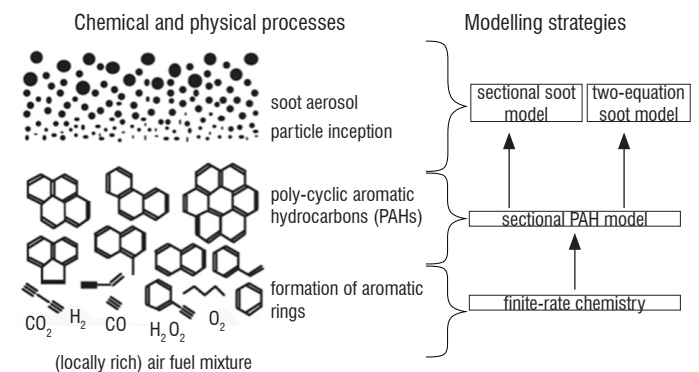 Chemical and physical processes
Modelling strategies
soot aerosol
particle inception
sectional soot
model
two-equation
soot model
poly-cyclic aromatic
hydrocarbons (PAHs)
sectional PAH model
formation of aromatic
rings
finite-rate chemistry
CO₂ H₂ CO H₂O₂ O₂
(locally rich) air fuel mixture